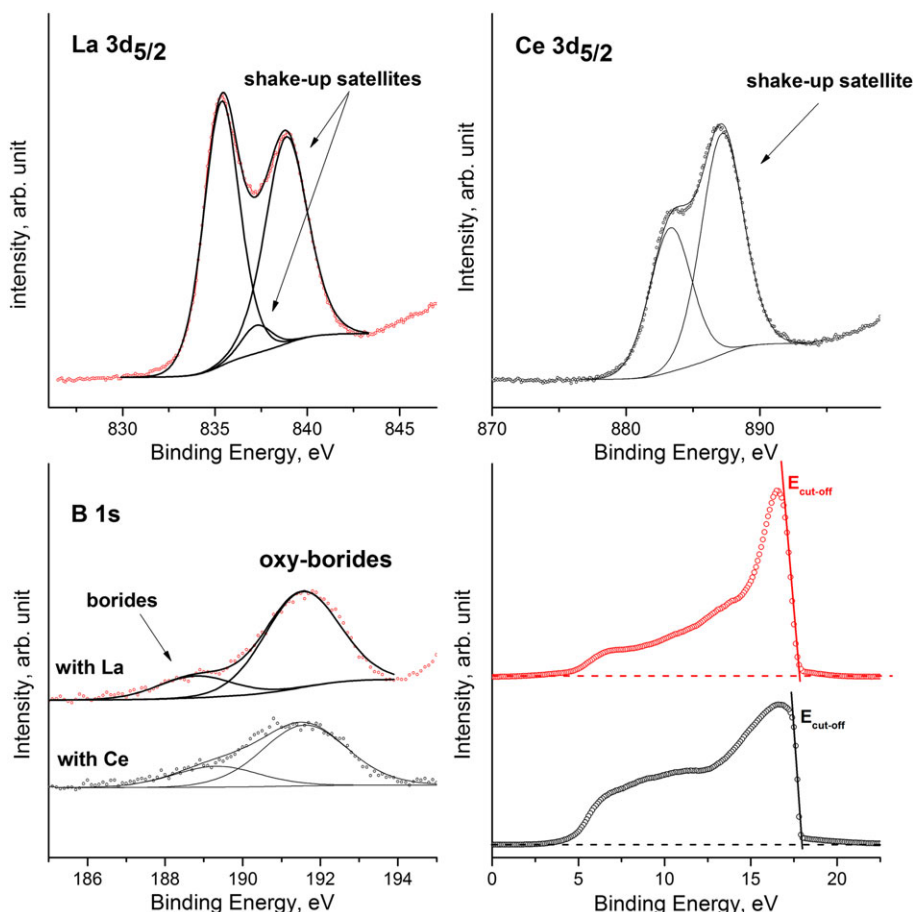 La 3d5/2
shake-up satellites
intensity, arb. unit
830 835 840 845
Binding Energy, eV
Ce 3d5/2
shake-up satellite
Intensity, arb. unit
870 880 890
Binding Energy, eV
B 1s
oxy-borides
borides
with La
with Ce
Intensity, arb. unit
186 188 190 192 194
Binding Energy, eV
Ecut-off
Ecut-off
Intensity, arb. unit
0 5 10 15 20
Binding Energy, eV